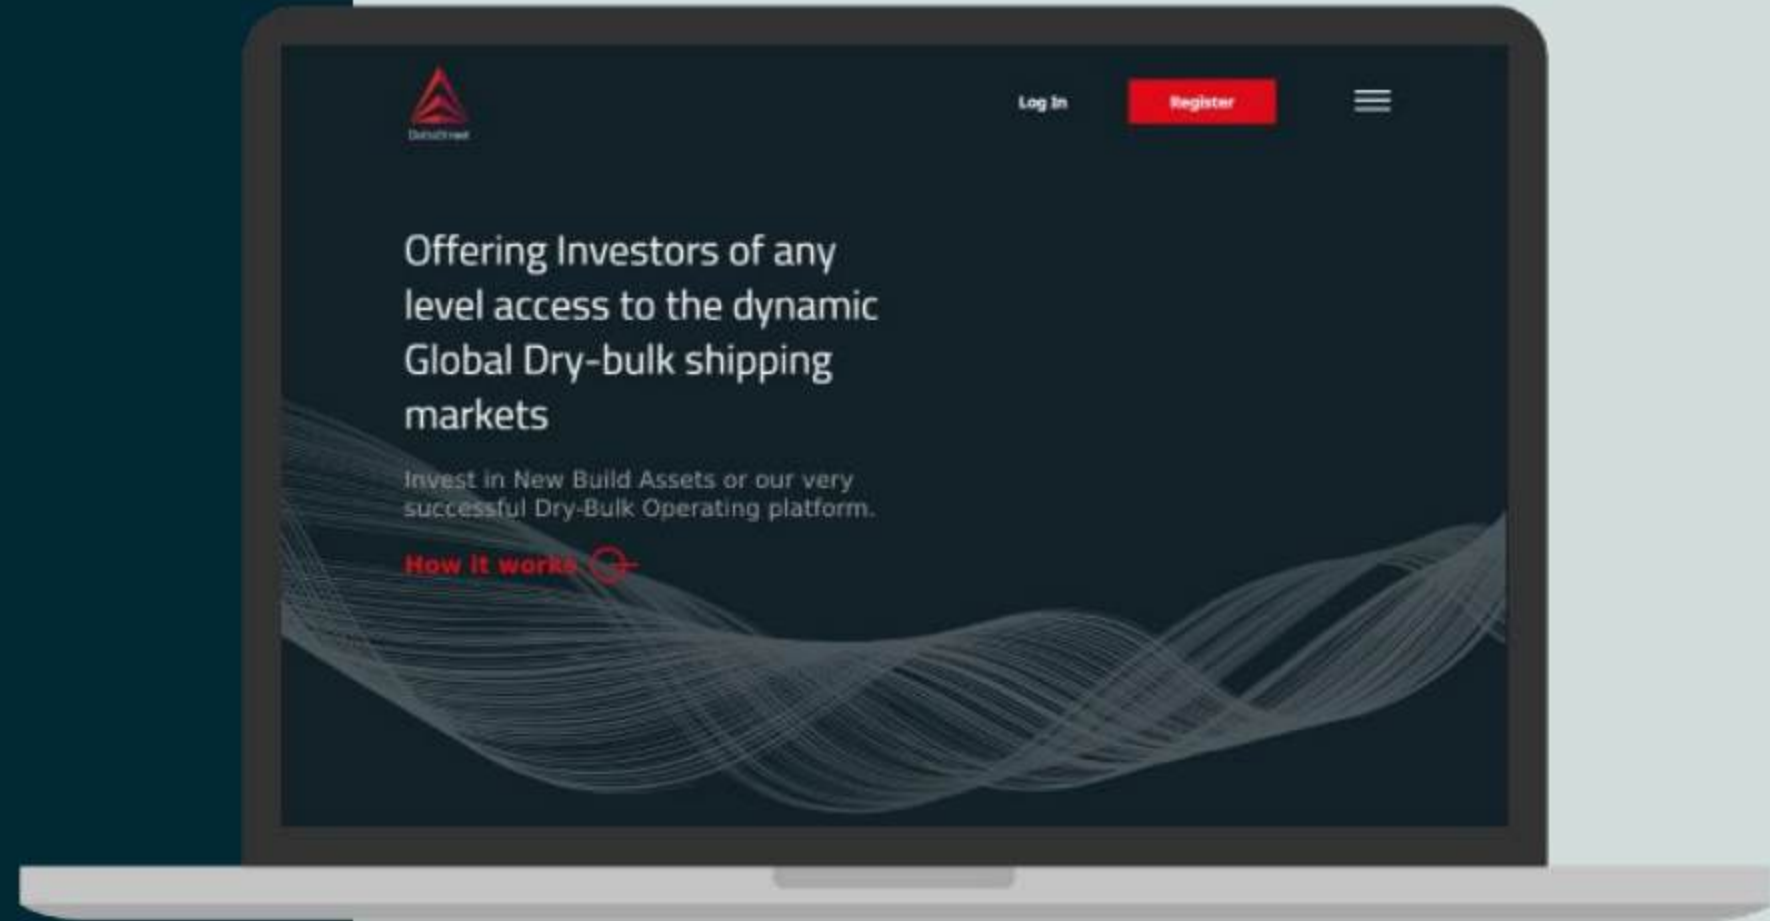 Log In
Register
Offering Investors of any
level access to the dynamic
Global Dry-bulk shipping
markets
Invest in New Build Assets or our very
successful Dry-Bulk Operating platform.
How it works